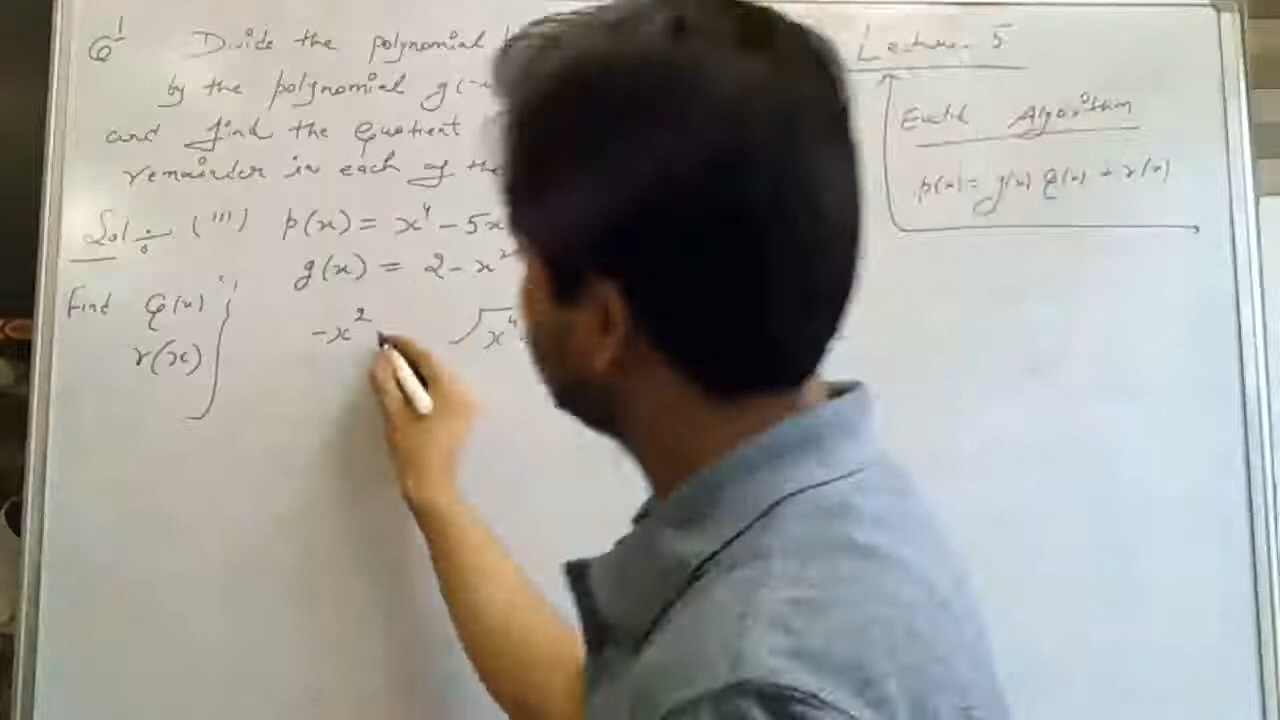 Q1 Divide the polynomial
by the polynomial g(
and find the Quotient
remainder in each of the
Sol÷ (iii) p(x) = x⁴ - 5x
g(x) = 2 - x²
Find Q(x)
r(x)
-x²
x⁴
Lecture 5
Euclid Algorithm
p(x) = g(x) Q(x) + r(x)